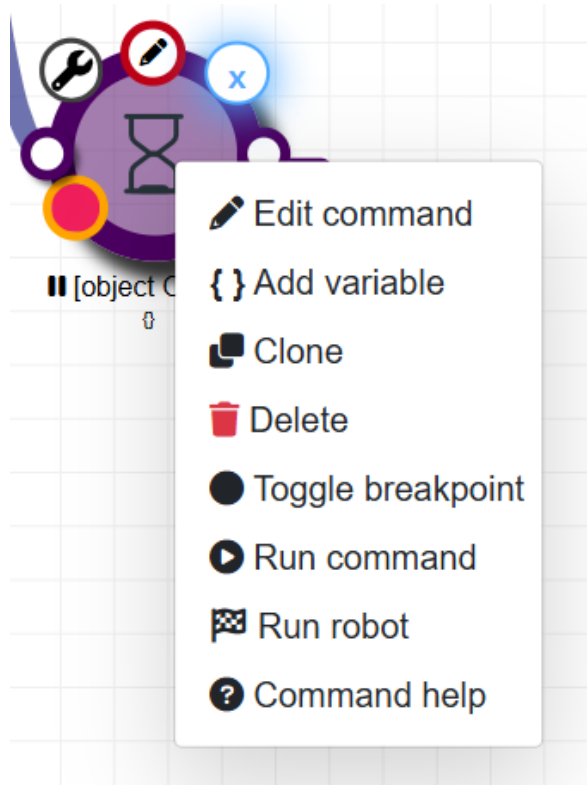 x
[object C
{}
Edit command
{ } Add variable
Clone
Delete
Toggle breakpoint
Run command
Run robot
? Command help